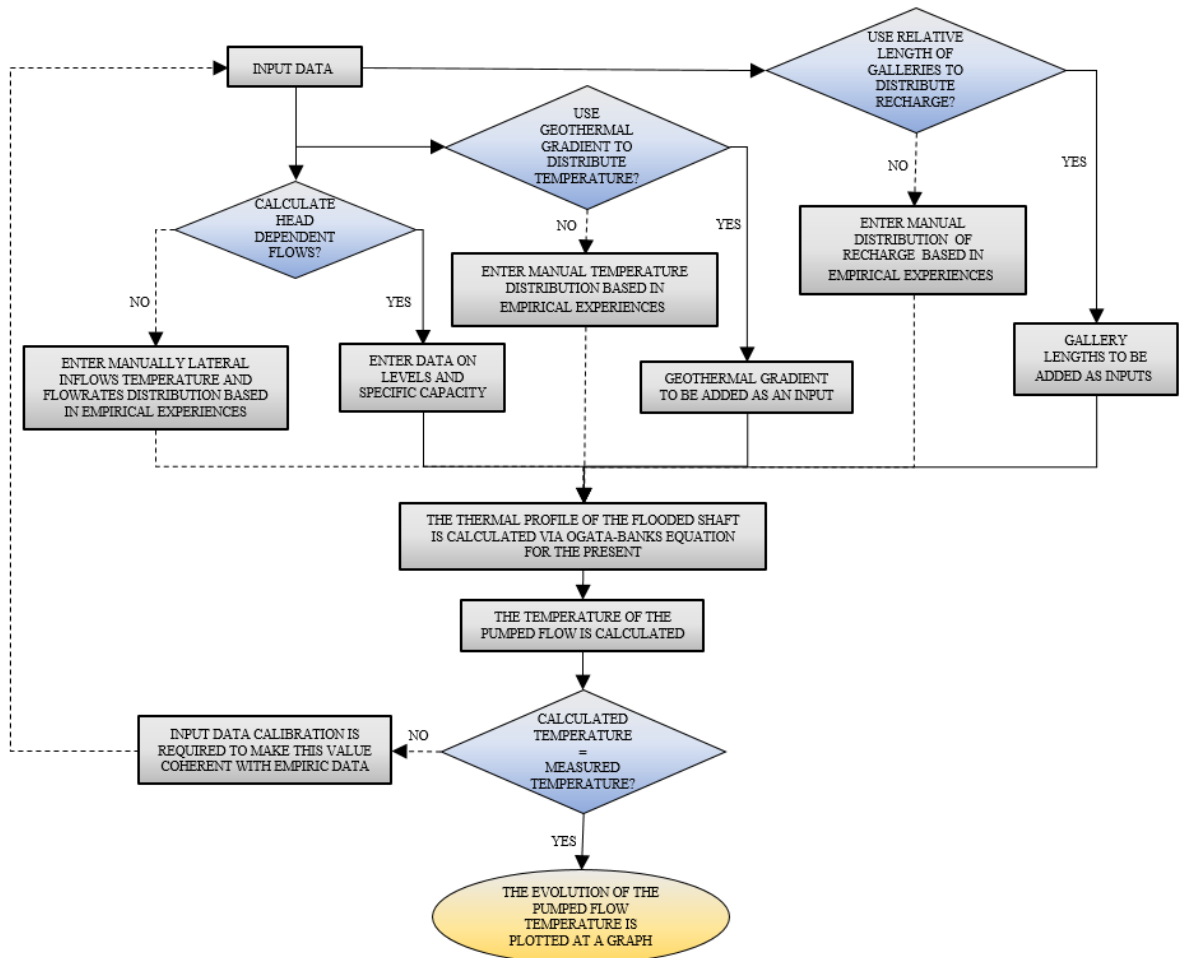 USE RELATIVE
LENGTH OF
GALLERIES TO
DISTRIBUTE
RECHARGE?
INPUT DATA
USE
GEOTHERMAL
GRADIENT TO
DISTRIBUTE
TEMPERATURE?
NO
YES
CALCULATE
HEAD
DEPENDENT
FLOWS?
NO
YES
ENTER MANUAL
DISTRIBUTION OF
RECHARGE BASED IN
EMPIRICAL EXPERIENCES
ENTER MANUAL TEMPERATURE
DISTRIBUTION BASED IN
EMPIRICAL EXPERIENCES
NO
YES
ENTER MANUALLY LATERAL
INFLOWS TEMPERATURE AND
FLOWRATES DISTRIBUTION BASED
IN EMPIRICAL EXPERIENCES
ENTER DATA ON
LEVELS AND
SPECIFIC CAPACITY
GEOTHERMAL GRADIENT
TO BE ADDED AS AN INPUT
GALLERY
LENGTHS TO BE
ADDED AS INPUTS
THE THERMAL PROFILE OF THE FLOODED SHAFT
IS CALCULATED VIA OGATA-BANKS EQUATION
FOR THE PRESENT
THE TEMPERATURE OF THE
PUMPED FLOW IS CALCULATED
CALCULATED
TEMPERATURE
=
MEASURED
TEMPERATURE?
NO
INPUT DATA CALIBRATION IS
REQUIRED TO MAKE THIS VALUE
COHERENT WITH EMPIRIC DATA
YES
THE EVOLUTION OF THE
PUMPED FLOW
TEMPERATURE IS
PLOTTED AT A GRAPH